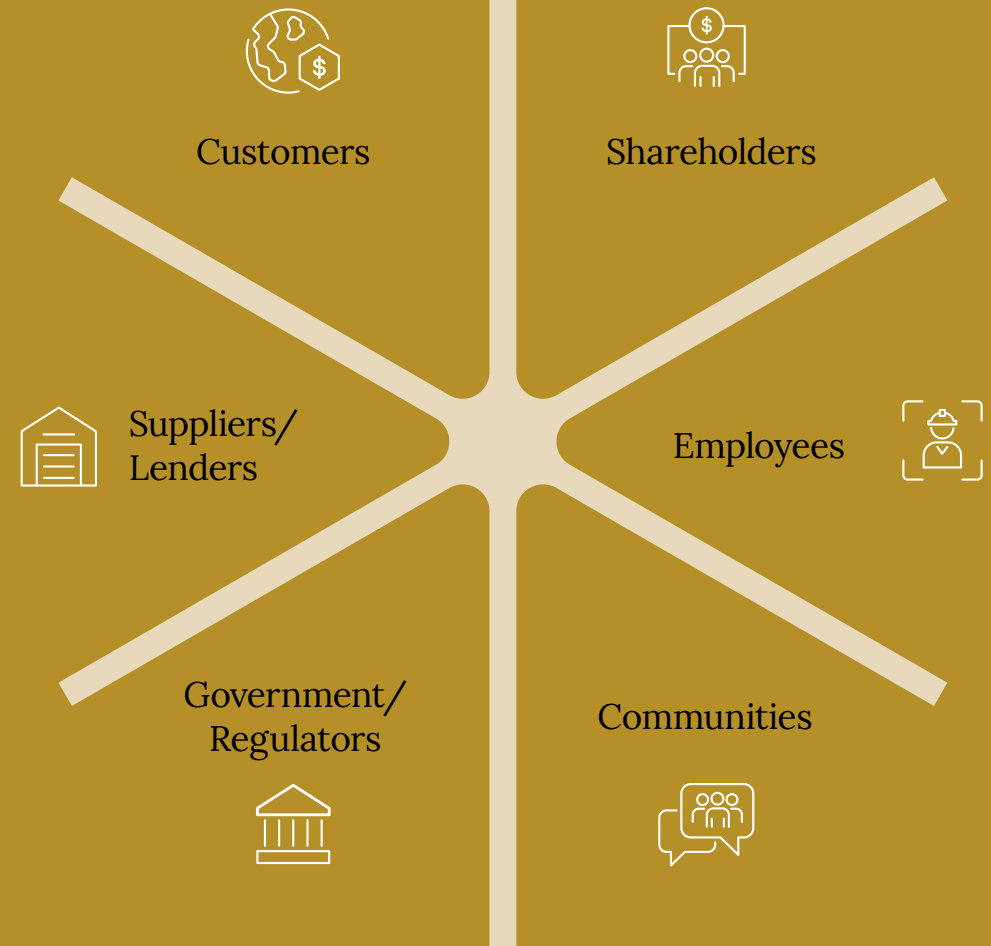 Customers
Shareholders
Suppliers/
Lenders
Employees
Government/
Regulators
Communities
$
$